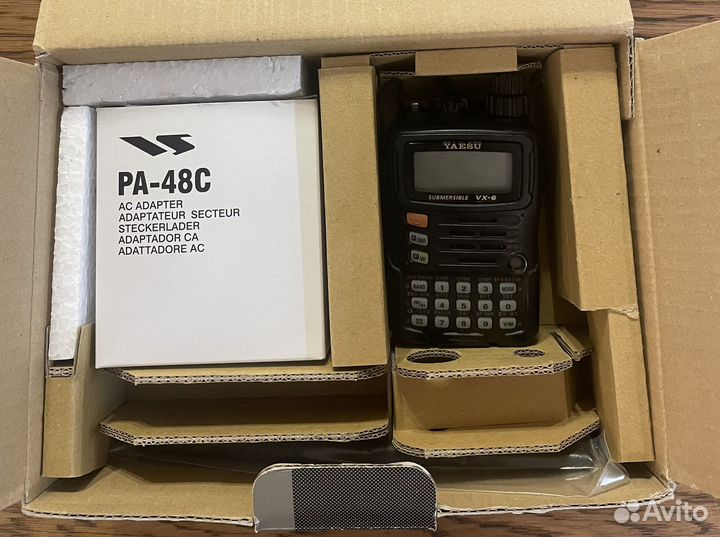 PA-48C
AC ADAPTER
ADAPTATEUR SECTEUR
STECKERLADER
ADAPTADOR CA
ADATTADORE AC
YAESU
SUBMERSIBLE VX-6
W
BAND 1 2 3 MODE
4 5 6 0
7 8 9 V/M
Avito